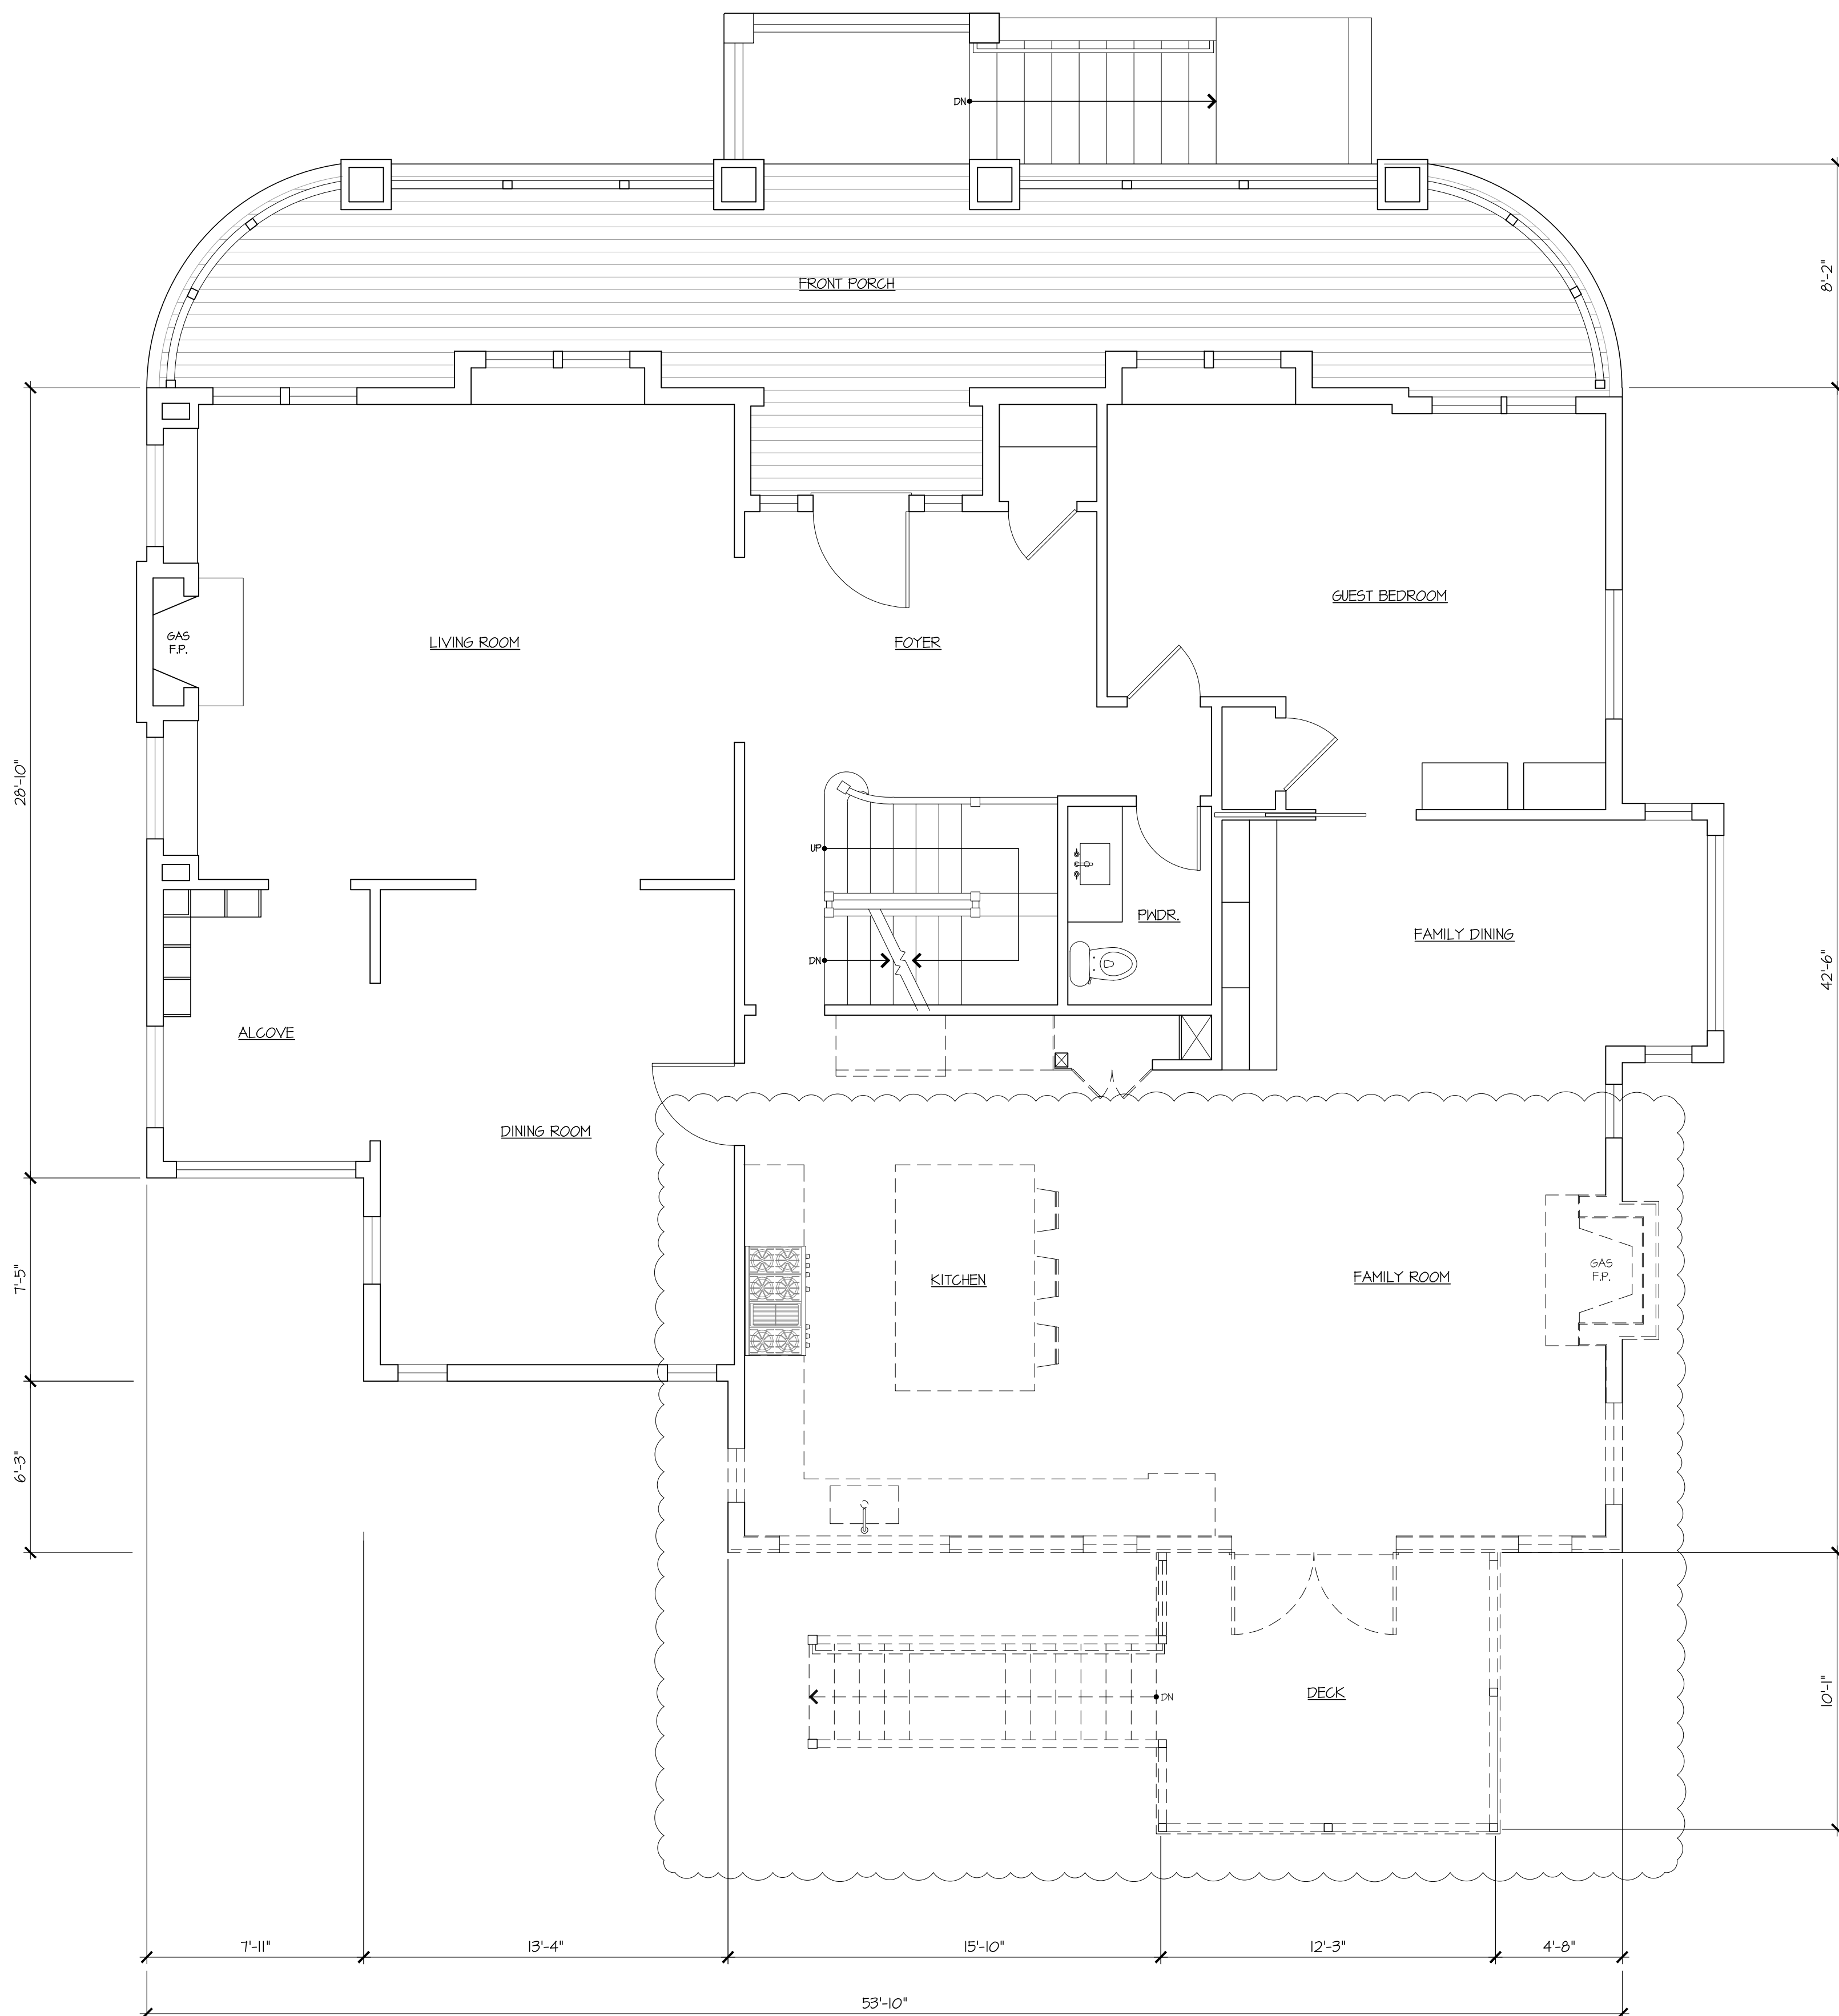 DN
FRONT PORCH
8'-2"
GUEST BEDROOM
GAS
F.P.
LIVING ROOM
FOYER
28'-10"
UP
PWDR.
FAMILY DINING
DN
42'-6"
ALCOVE
DINING ROOM
7'-5"
KITCHEN
FAMILY ROOM
GAS
F.P.
6'-3"
DN
DECK
10'-1"
7'-11"
13'-4"
15'-10"
12'-3"
4'-8"
53'-10"